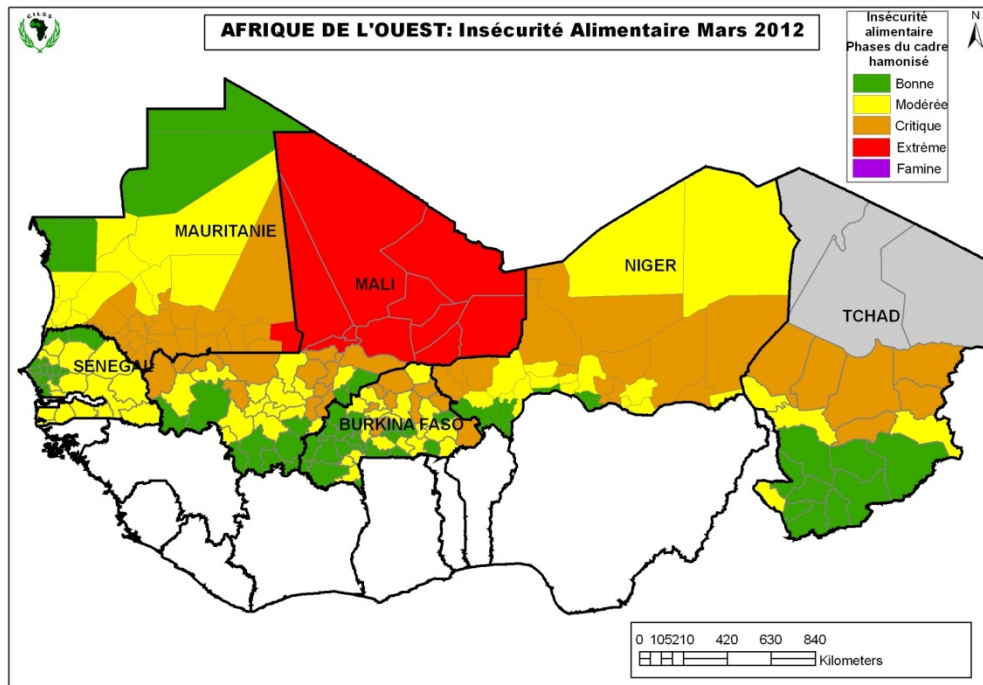 CILSS
AFRIQUE DE L'OUEST: Insécurité Alimentaire Mars 2012
N
Insécurité
alimentaire
Phases du cadre
hamonisé
Bonne
Modérée
Critique
Extrême
Famine
MAURITANIE
MALI
NIGER
TCHAD
SENEGAL
BURKINA FASO
0 105210 420 630 840
Kilometers